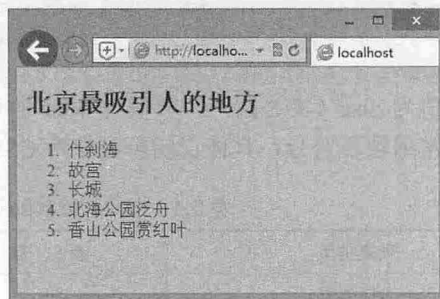 http://localho...
localhost
北京最吸引人的地方
1. 什刹海
2. 故宫
3. 长城
4. 北海公园泛舟
5. 香山公园赏红叶